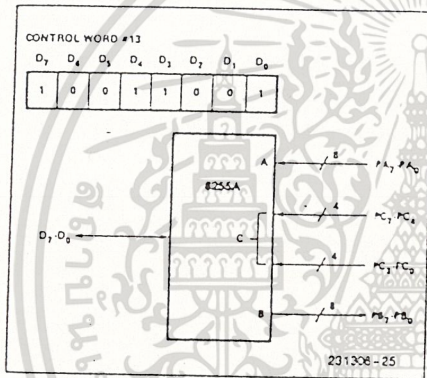 CONTROL WORD #13
D7 D6 D5 D4 D3 D2 D1 D0
1 0 0 1 1 0 0 1
A 8 PA7-PA0
8255A
4 PC7-PC4
D7-D0 C
4 PC3-PC0
B 8 PB7-PB0
231308-25